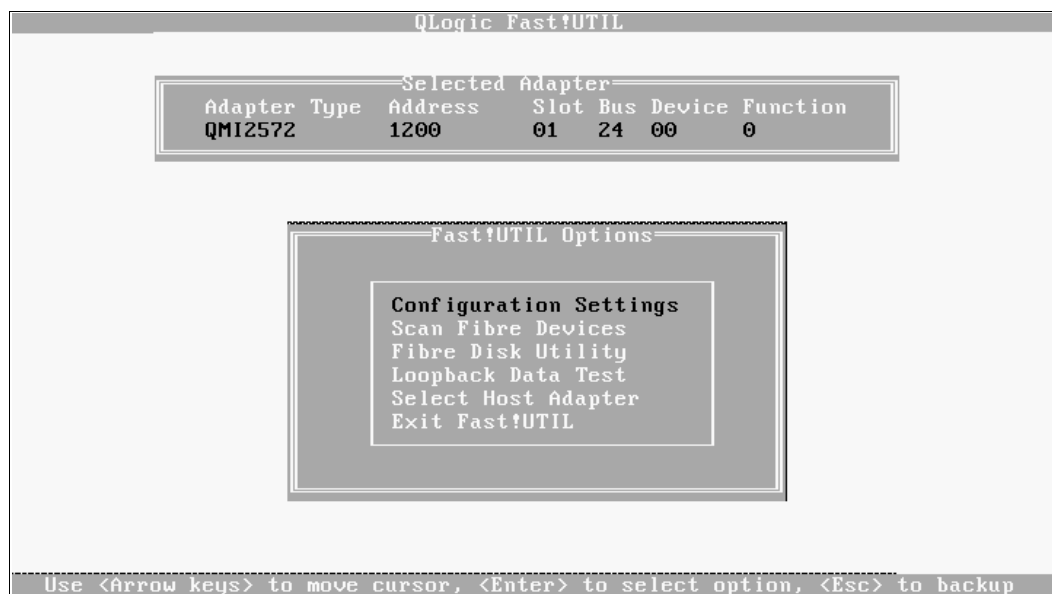 QLogic Fast!UTIL
Selected Adapter
Adapter Type Address Slot Bus Device Function
QMI2572 1200 01 24 00 0
Fast!UTIL Options
Configuration Settings
Scan Fibre Devices
Fibre Disk Utility
Loopback Data Test
Select Host Adapter
Exit Fast!UTIL
Use <Arrow keys> to move cursor, <Enter> to select option, <Esc> to backup